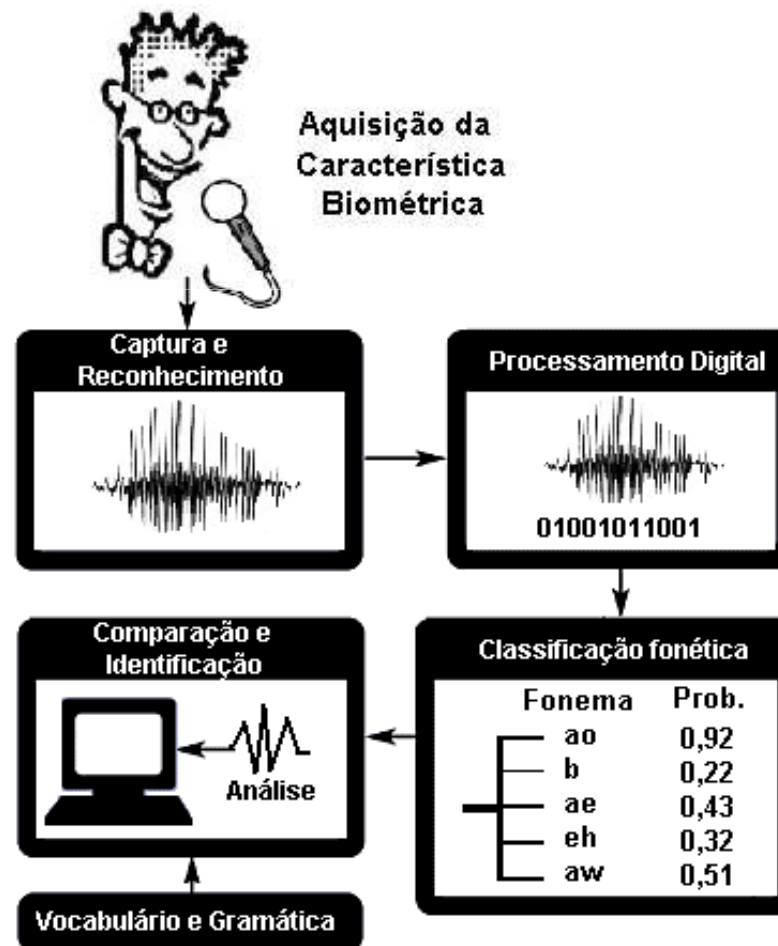 Aquisição da
Característica
Biométrica
Captura e
Reconhecimento
Processamento Digital
01001011001
Classificação fonética
Fonema Prob.
ao 0,92
b 0,22
ae 0,43
eh 0,32
aw 0,51
Comparação e
Identificação
Análise
Vocabulário e Gramática